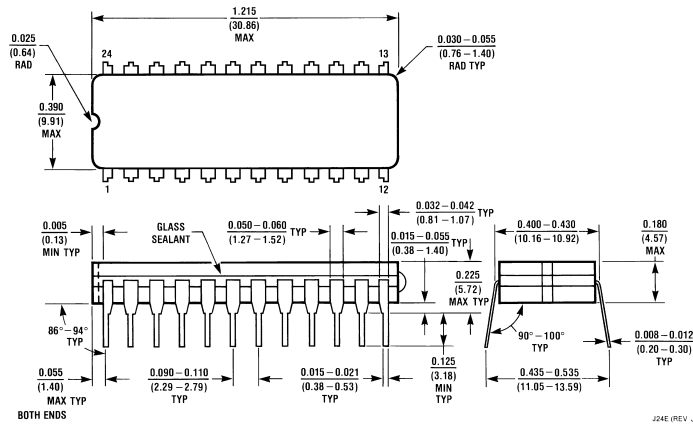 1.215
(30.86)
MAX
0.025
(0.64)
RAD
24
13
0.030–0.055
(0.76–1.40)
RAD TYP
0.390
(9.91)
MAX
1
12
0.005
(0.13)
MIN TYP
GLASS
SEALANT
0.050–0.060
(1.27–1.52)
TYP
0.032–0.042
(0.81–1.07)
TYP
0.015–0.055
(0.38–1.40)
TYP
0.400–0.430
(10.16–10.92)
0.180
(4.57)
MAX
0.225
(5.72)
MAX TYP
86°–94°
TYP
90°–100°
TYP
0.008–0.012
(0.20–0.30)
TYP
0.055
(1.40)
MAX TYP
BOTH ENDS
0.090–0.110
(2.29–2.79)
TYP
0.015–0.021
(0.38–0.53)
TYP
0.125
(3.18)
MIN
TYP
0.435–0.535
(11.05–13.59)
J24E (REV